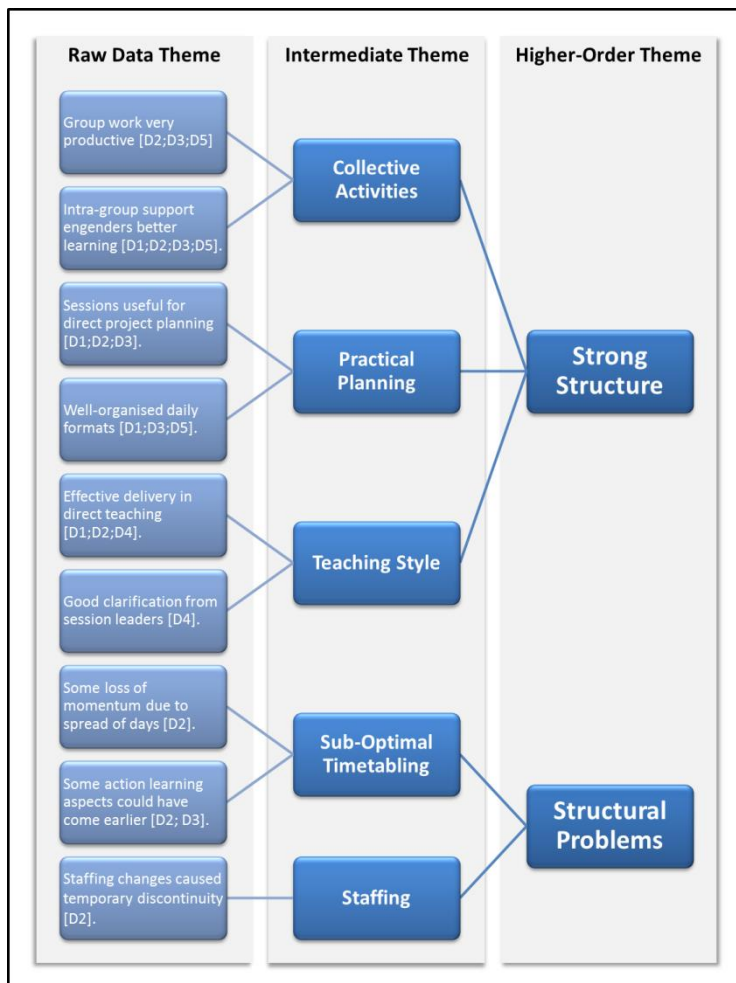 Raw Data Theme
Intermediate Theme
Higher-Order Theme
Group work very
productive [D2;D3;D5]
Intra-group support
engenders better
learning [D1;D2;D3;D5].
Collective
Activities
Sessions useful for
direct project planning
[D1;D2;D3].
Well-organised daily
formats [D1;D3;D5].
Practical
Planning
Effective delivery in
direct teaching
[D1;D2;D4].
Good clarification from
session leaders [D4].
Teaching Style
Strong
Structure
Some loss of
momentum due to
spread of days [D2].
Some action learning
aspects could have
come earlier [D2; D3].
Sub-Optimal
Timetabling
Staffing changes caused
temporary discontinuity
[D2].
Staffing
Structural
Problems